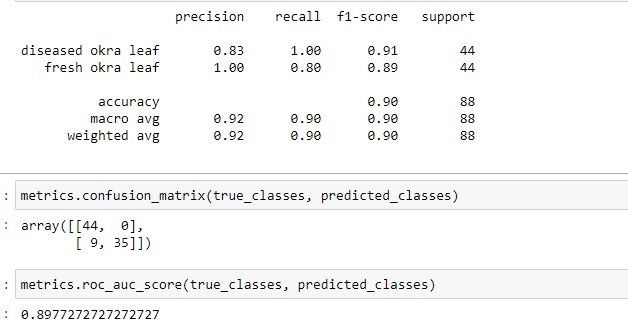 precision recall f1-score support
diseased okra leaf 0.83 1.00 0.91 44
fresh okra leaf 1.00 0.80 0.89 44
accuracy 0.90 88
macro avg 0.92 0.90 0.90 88
weighted avg 0.92 0.90 0.90 88
: metrics.confusion_matrix(true_classes, predicted_classes)
: array([[44, 0],
[ 9, 35]])
: metrics.roc_auc_score(true_classes, predicted_classes)
: 0.8977272727272727